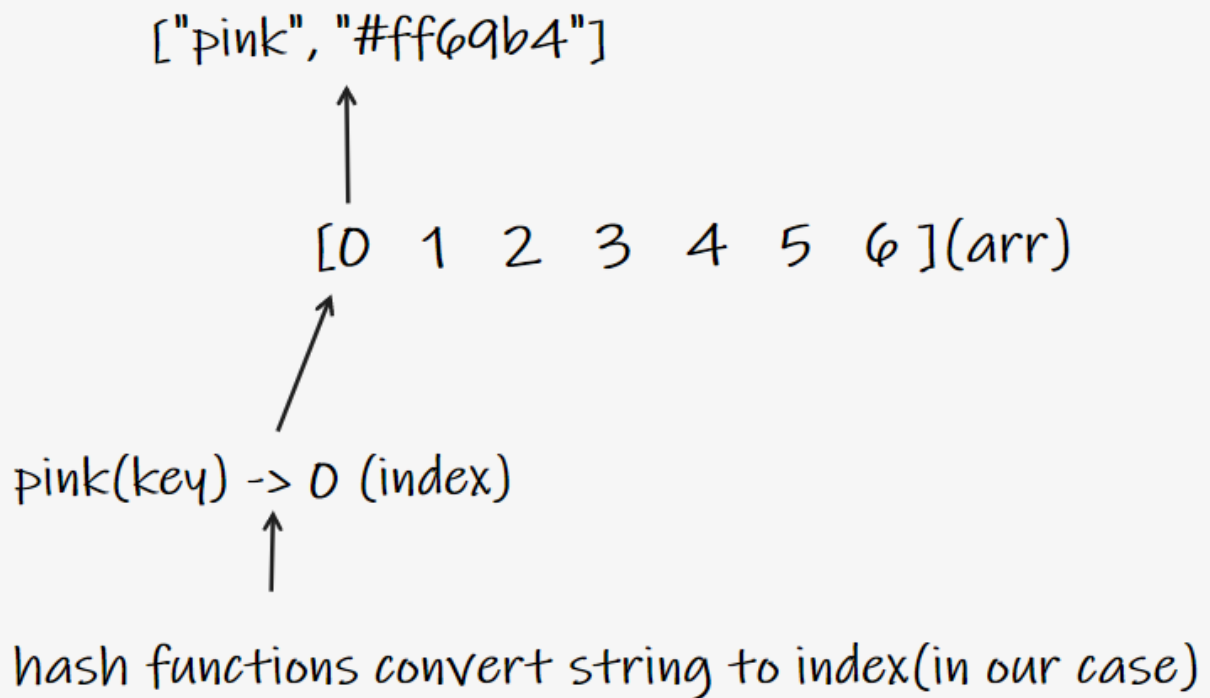 ["pink", "#ff69b4"]
[0 1 2 3 4 5 6 ](arr)
pink(key) -> 0 (index)
hash functions convert string to index(in our case)